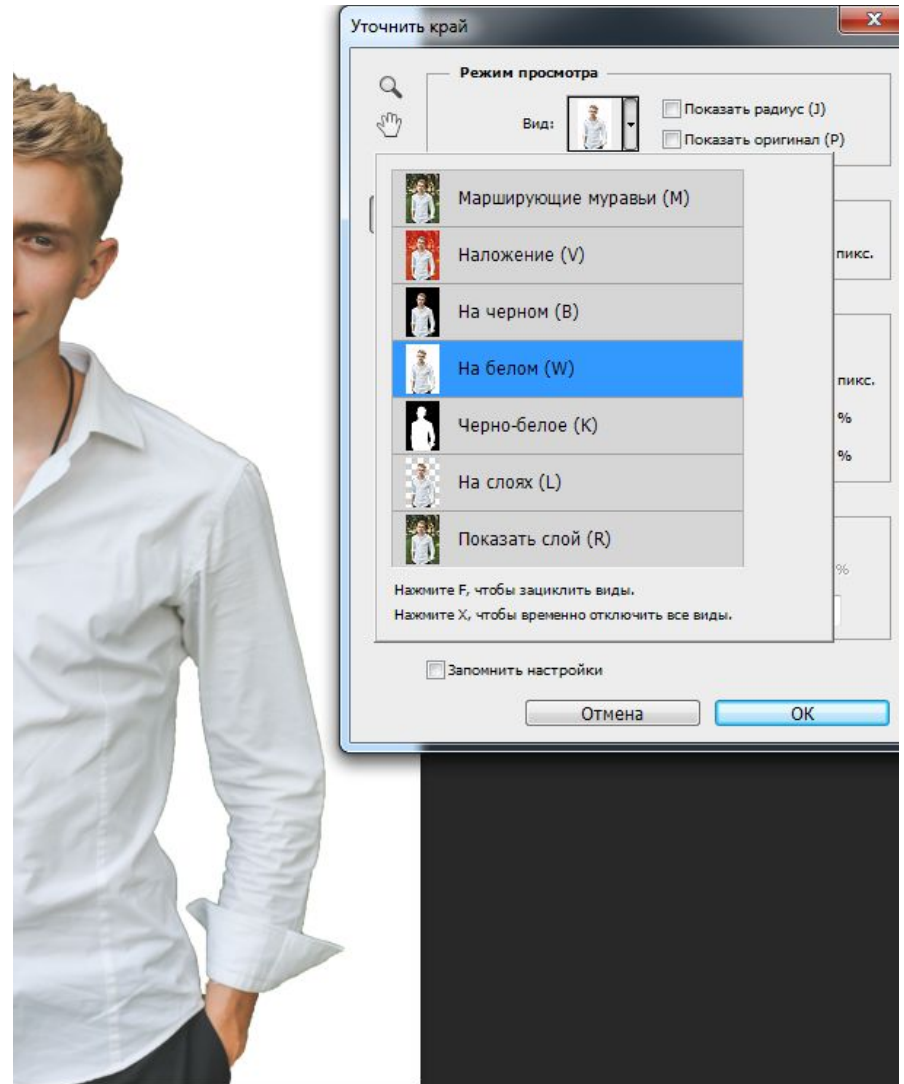 Уточнить край
Режим просмотра
Вид:
Показать радиус (J)
Показать оригинал (P)
Марширующие муравьи (M)
Наложение (V)
пикс.
На черном (B)
На белом (W)
пикс.
Черно-белое (K)
%
%
На слоях (L)
Показать слой (R)
%
Нажмите F, чтобы зациклить виды.
Нажмите X, чтобы временно отключить все виды.
Запомнить настройки
Отмена
OK